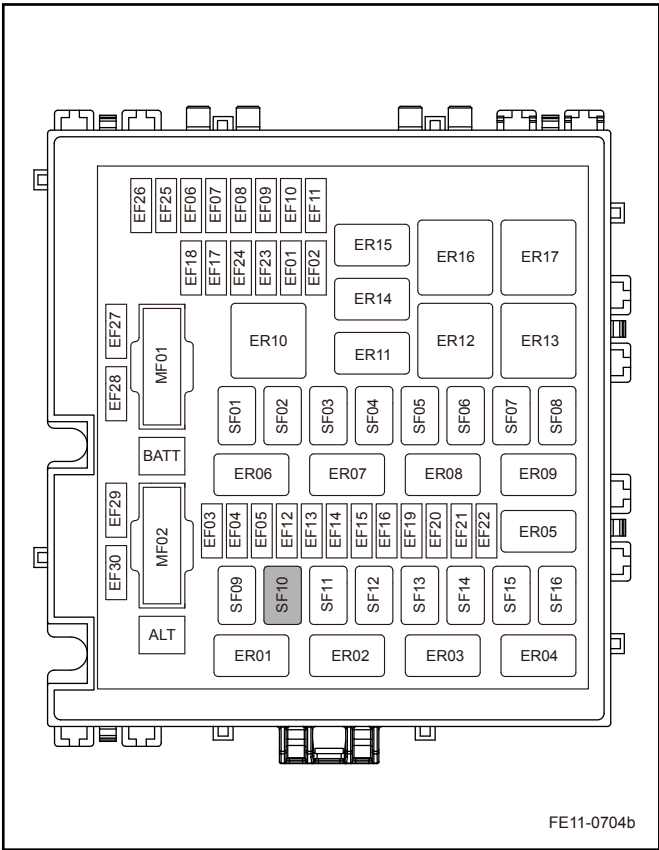 EF26 EF25 EF06 EF07 EF08 EF09 EF10 EF11
EF18 EF17 EF24 EF23 EF01 EF02
ER15 ER16 ER17
ER14
EF27 MF01 ER10 ER11 ER12 ER13
EF28
SF01 SF02 SF03 SF04 SF05 SF06 SF07 SF08
BATT
ER06 ER07 ER08 ER09
EF29 MF02 EF03 EF04 EF05 EF12 EF13 EF14 EF15 EF16 EF19 EF20 EF21 EF22 ER05
EF30
SF09 SF10 SF11 SF12 SF13 SF14 SF15 SF16
ALT
ER01 ER02 ER03 ER04
FE11-0704b